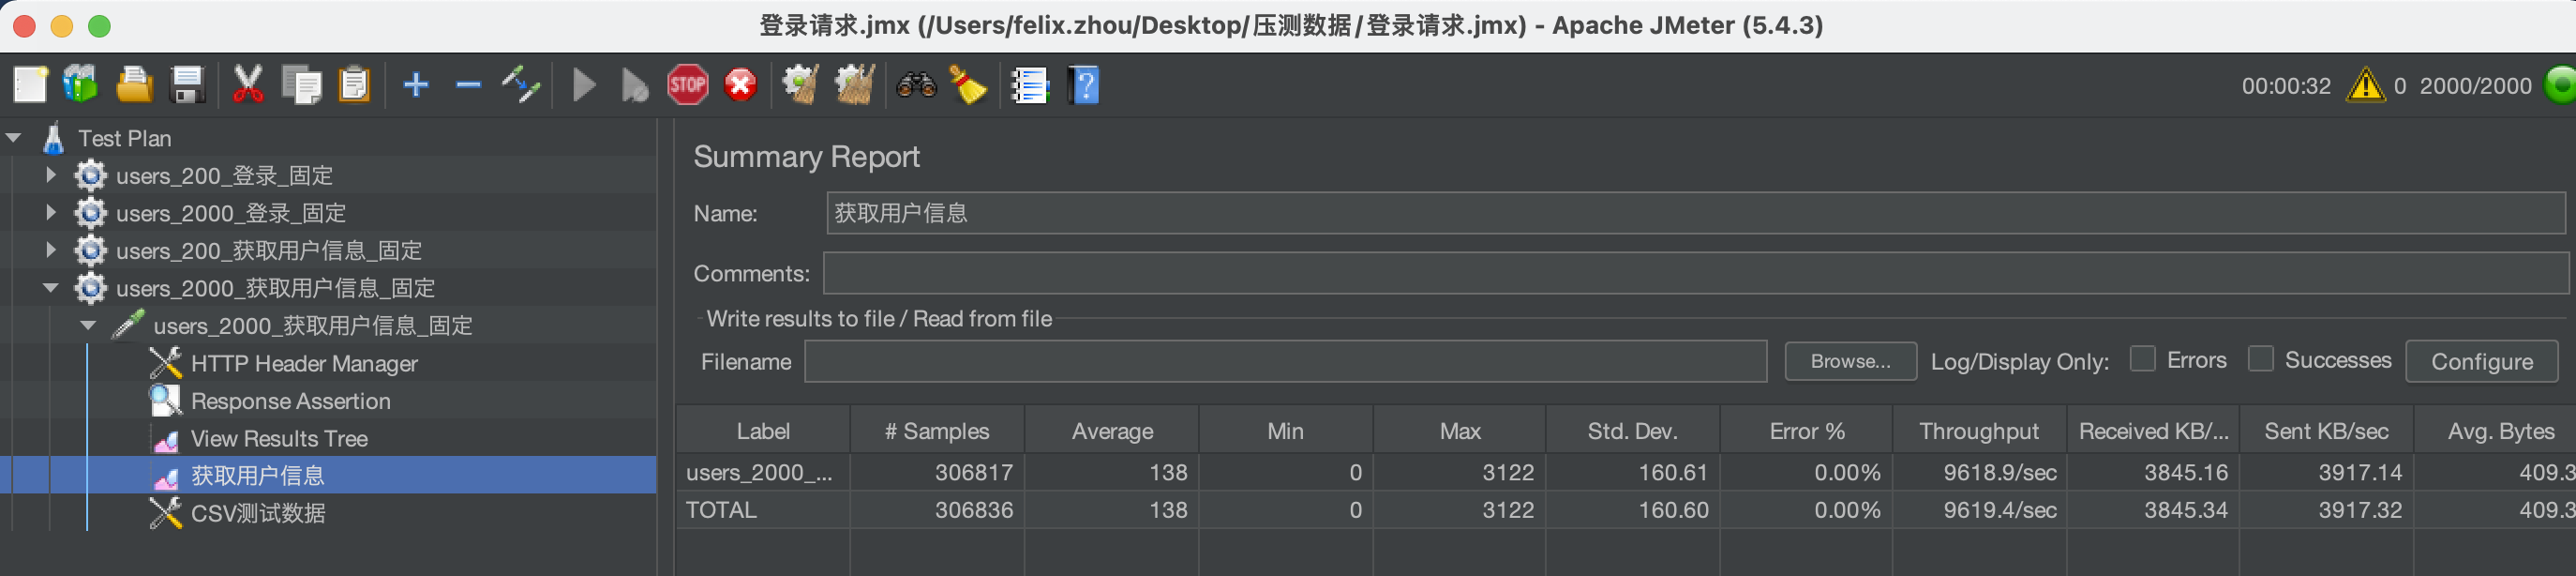 登录请求.jmx (/Users/felix.zhou/Desktop/压测数据/登录请求.jmx) - Apache JMeter (5.4.3)
STOP
00:00:32 0 2000/2000
Test Plan
users_200_登录_固定
users_2000_登录_固定
users_200_获取用户信息_固定
users_2000_获取用户信息_固定
users_2000_获取用户信息_固定
HTTP Header Manager
Response Assertion
View Results Tree
获取用户信息
CSV测试数据
Summary Report
Name: 获取用户信息
Comments:
Write results to file / Read from file
Filename Browse... Log/Display Only: Errors Successes Configure
Label # Samples Average Min Max Std. Dev. Error % Throughput Received KB/... Sent KB/sec Avg. Bytes
users_2000_... 306817 138 0 3122 160.61 0.00% 9618.9/sec 3845.16 3917.14 409.3
TOTAL 306836 138 0 3122 160.60 0.00% 9619.4/sec 3845.34 3917.32 409.3